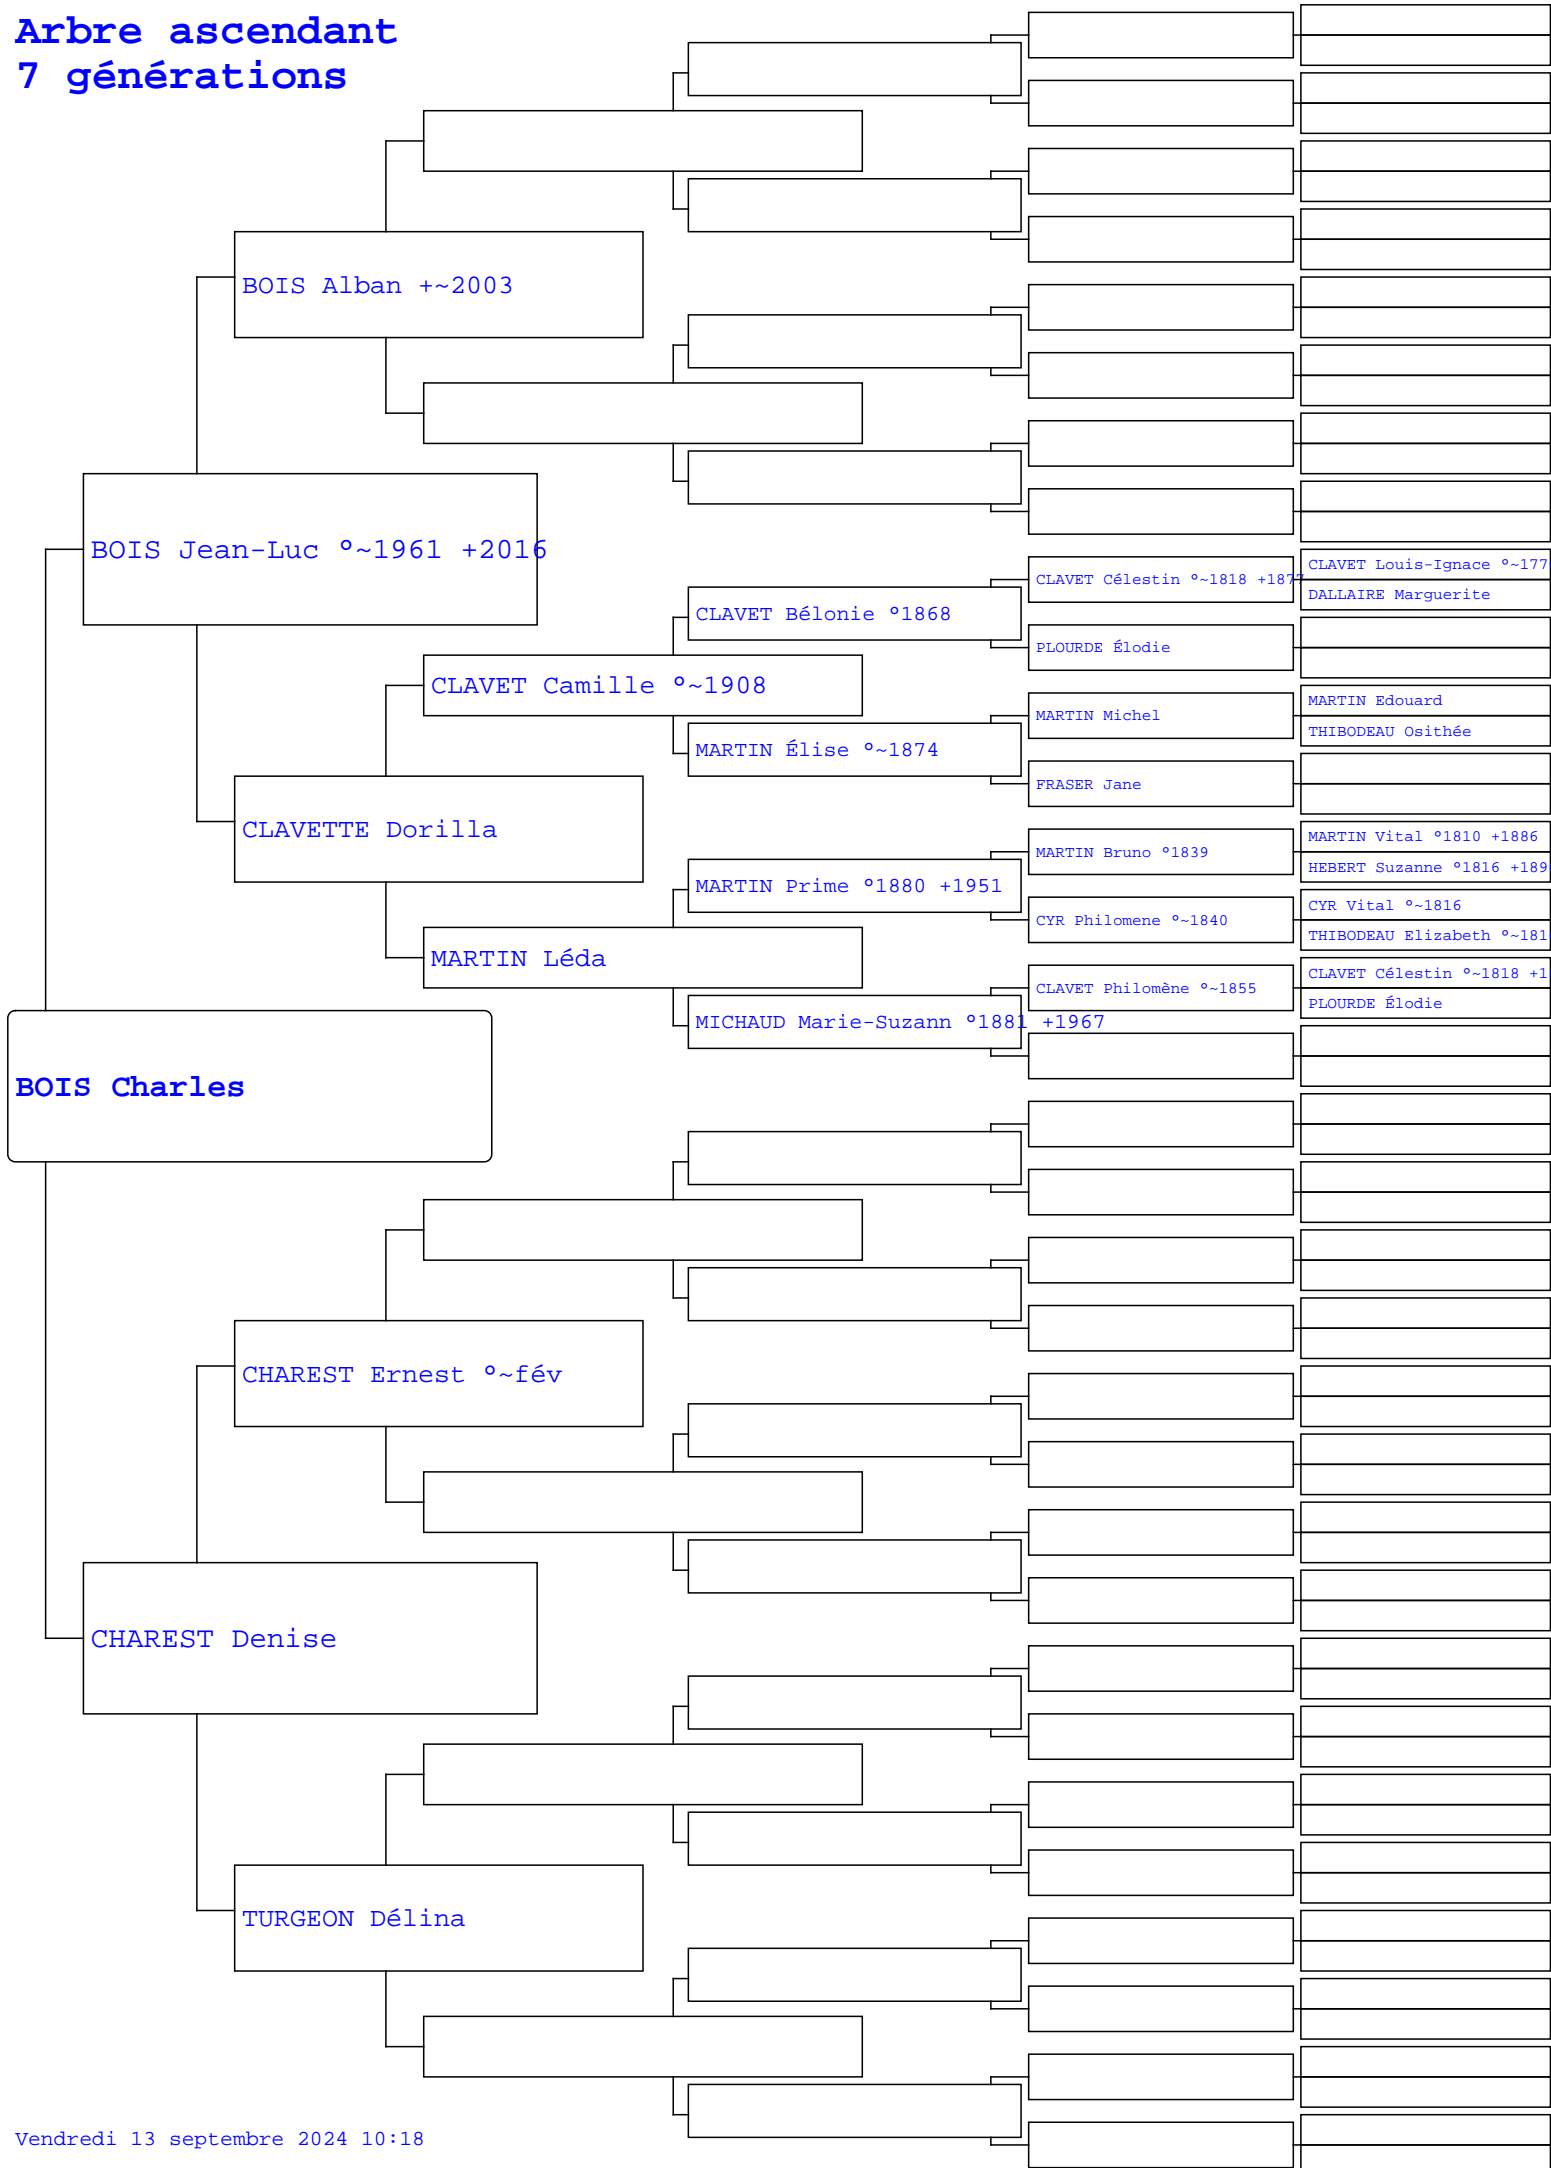 Arbre ascendant
7 générations
BOIS Alban +~2003
BOIS Jean-Luc °~1961 +2016
CLAVET Célestin °~1818 +1877
CLAVET Louis-Ignace °~177
DALLAIRE Marguerite
CLAVET Bélonie °1868
PLOURDE Élodie
CLAVET Camille °~1908
MARTIN Michel
MARTIN Edouard
THIBODEAU Osithée
MARTIN Élise °~1874
FRASER Jane
CLAVETTE Dorilla
MARTIN Bruno °1839
MARTIN Vital °1810 +1886
HEBERT Suzanne °1816 +189
MARTIN Prime °1880 +1951
CYR Philomene °~1840
CYR Vital °~1816
THIBODEAU Elizabeth °~181
MARTIN Léda
CLAVET Philomène °~1855
CLAVET Célestin °~1818 +1
PLOURDE Élodie
MICHAUD Marie-Suzann °1881 +1967
BOIS Charles
CHAREST Ernest °~fév
CHAREST Denise
TURGEON Délina
Vendredi 13 septembre 2024 10:18